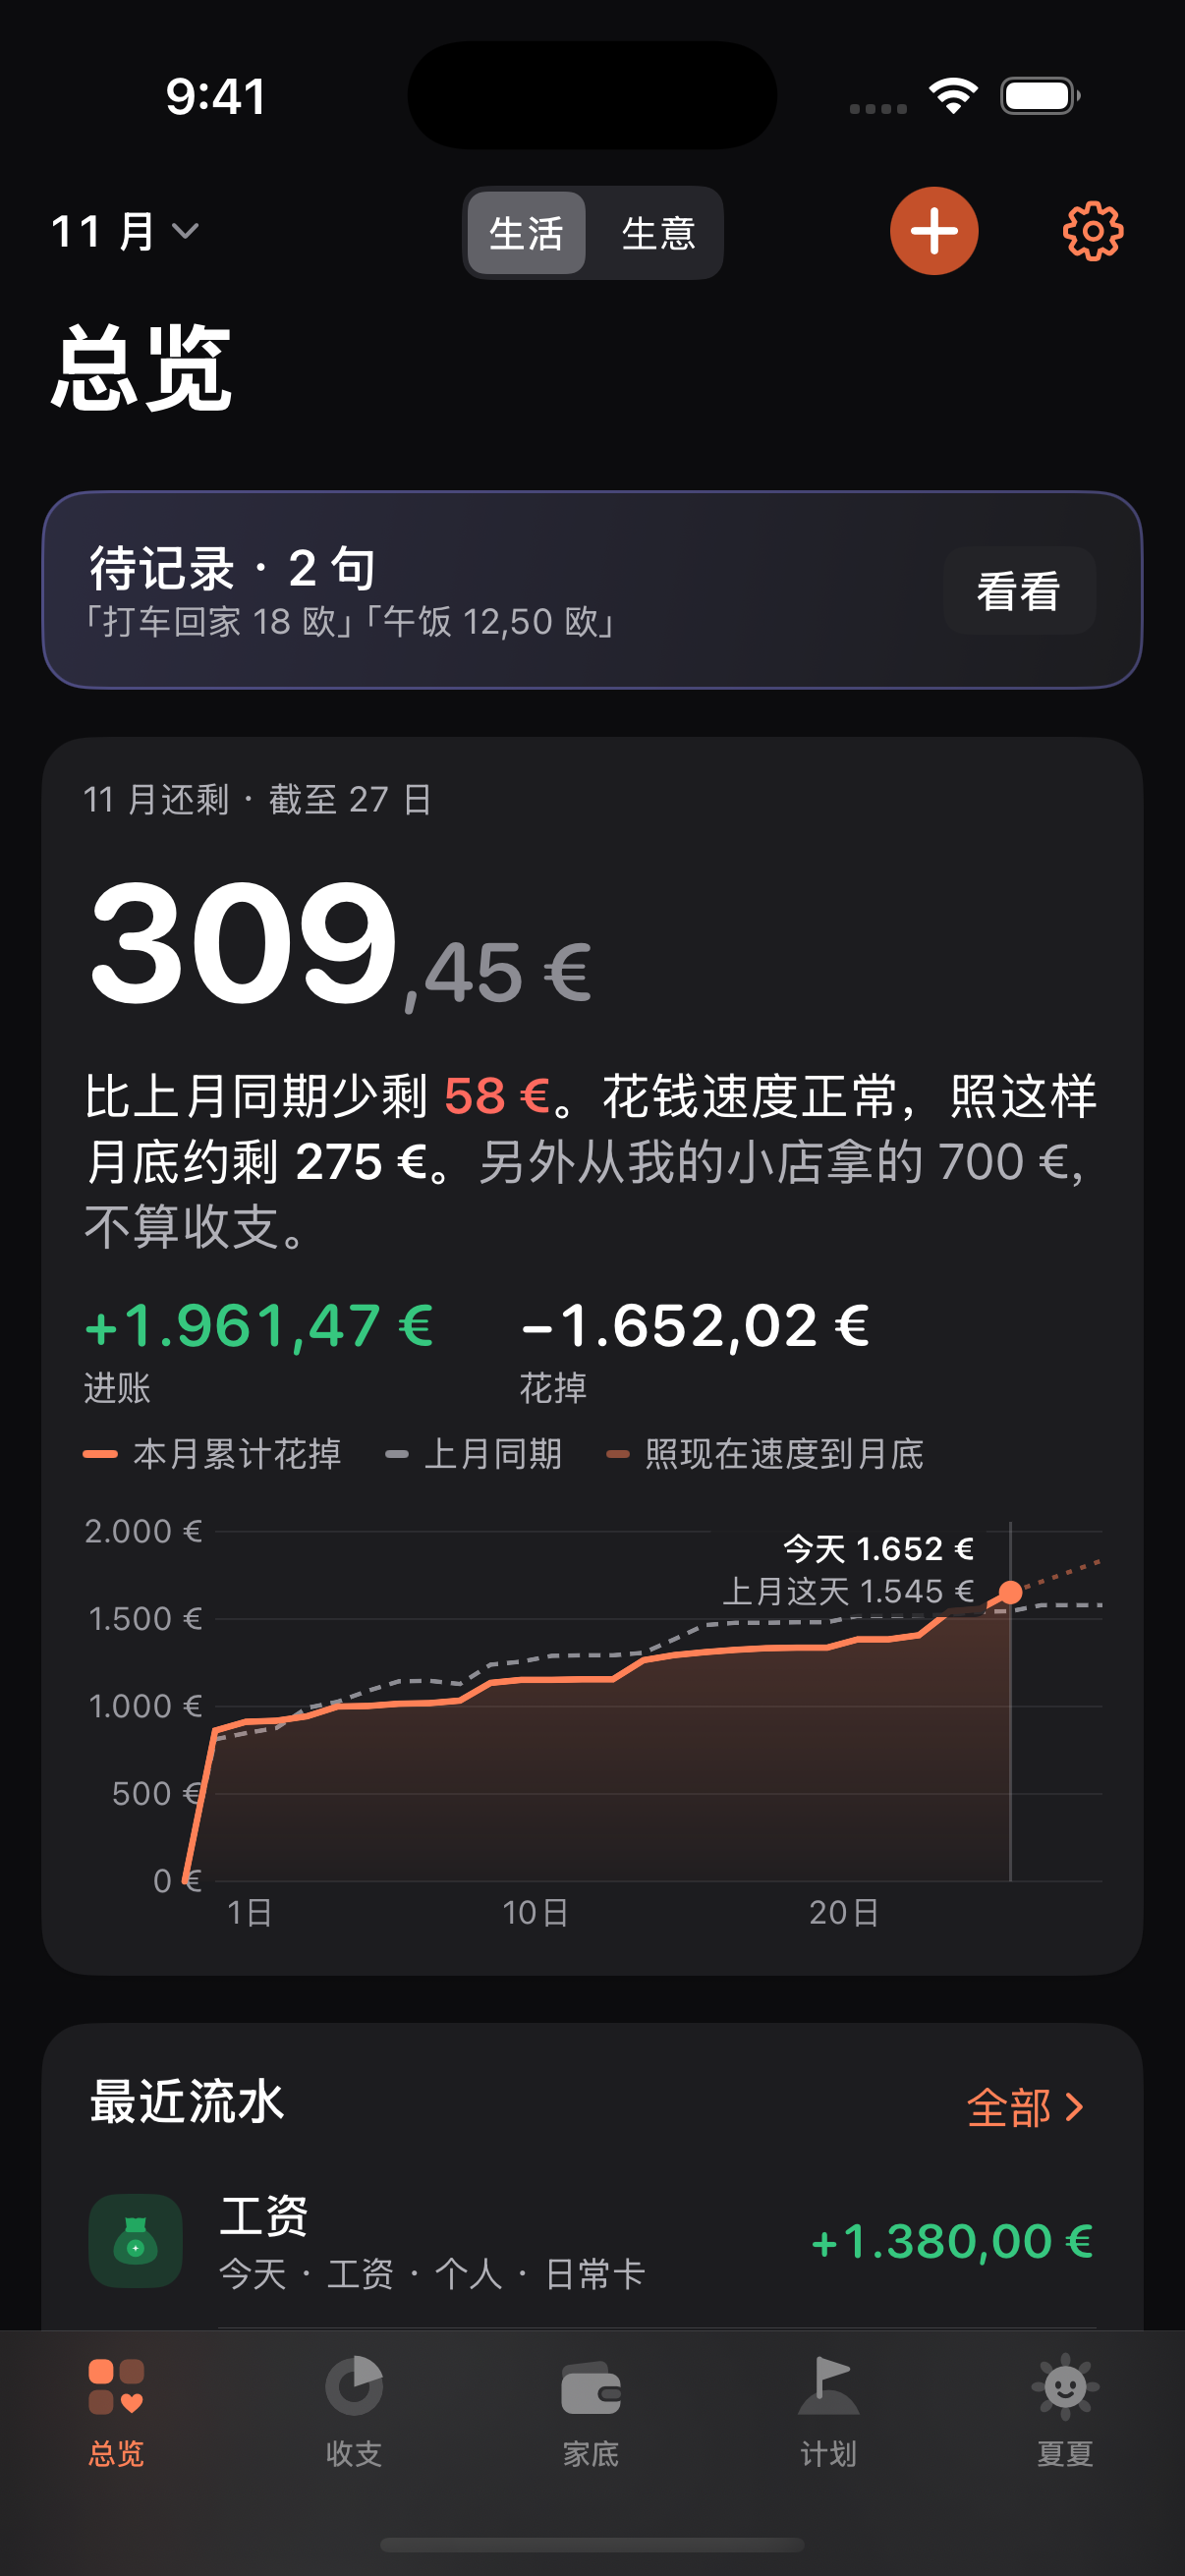 9:41
11 月
生活
生意
总览
待记录 · 2 句
「打车回家 18 欧」「午饭 12,50 欧」
看看
11 月还剩 · 截至 27 日
309,45 €
比上月同期少剩 58 €。花钱速度正常，照这样
月底约剩 275 €。另外从我的小店拿的 700 €，
不算收支。
+1.961,47 €
−1.652,02 €
进账
花掉
本月累计花掉
上月同期
照现在速度到月底
2.000 €
今天 1.652 €
上月这天 1.545 €
1.500 €
1.000 €
500 €
0 €
1日
10日
20日
最近流水
全部
工资
+1.380,00 €
今天 · 工资 · 个人 · 日常卡
总览
收支
家底
计划
夏夏